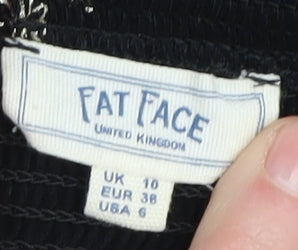 FAT FACE
UNITED KINGDOM
UK 10
EUR 38
USA 6